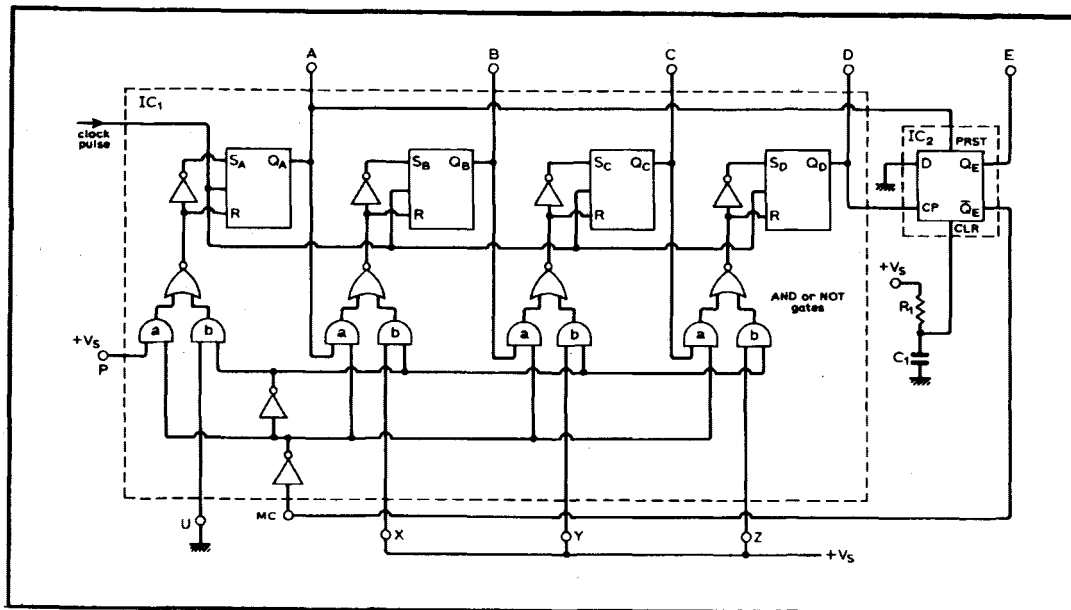 A B C D E
IC1
clock
pulse
IC2 PRST
SA QA SB QB SC QC SD QD D QE
R R R R CP Q̅E
CLR
+VS
R1
AND or NOT
gates
a b a b a b a b
+VS
P
C1
U MC X Y Z +VS